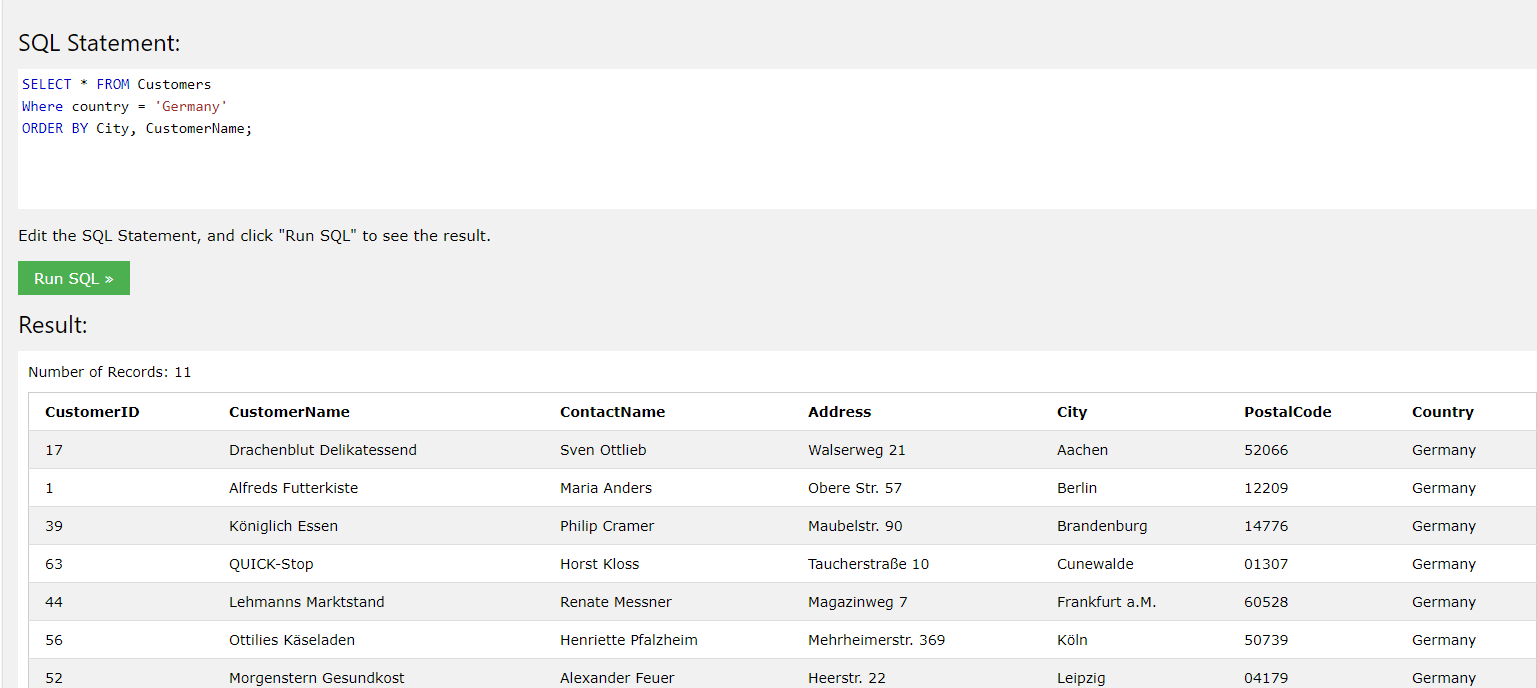 SQL Statement:
SELECT * FROM Customers
Where country = 'Germany'
ORDER BY City, CustomerName;
Edit the SQL Statement, and click "Run SQL" to see the result.
Run SQL »
Result:
Number of Records: 11
CustomerID CustomerName ContactName Address City PostalCode Country
17 Drachenblut Delikatessend Sven Ottlieb Walserweg 21 Aachen 52066 Germany
1 Alfreds Futterkiste Maria Anders Obere Str. 57 Berlin 12209 Germany
39 Königlich Essen Philip Cramer Maubelstr. 90 Brandenburg 14776 Germany
63 QUICK-Stop Horst Kloss Taucherstraße 10 Cunewalde 01307 Germany
44 Lehmanns Marktstand Renate Messner Magazinweg 7 Frankfurt a.M. 60528 Germany
56 Ottilies Käseladen Henriette Pfalzheim Mehrheimerstr. 369 Köln 50739 Germany
52 Morgenstern Gesundkost Alexander Feuer Heerstr. 22 Leipzig 04179 Germany